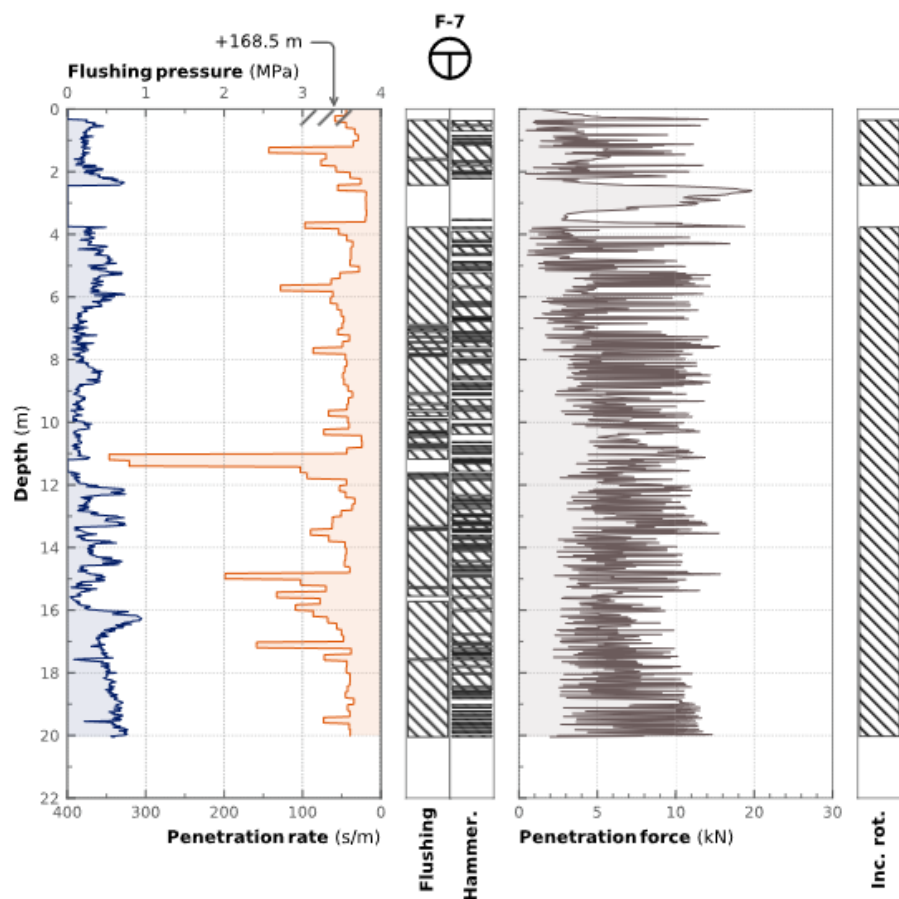 F-7
+168.5 m
Flushing pressure (MPa)
0 1 2 3 4
0
2
4
6
8
10
12
14
16
18
20
22
Depth (m)
400 300 200 100 0
Penetration rate (s/m)
Flushing
Hammer.
0 5 10 20 30
Penetration force (kN)
Inc. rot.